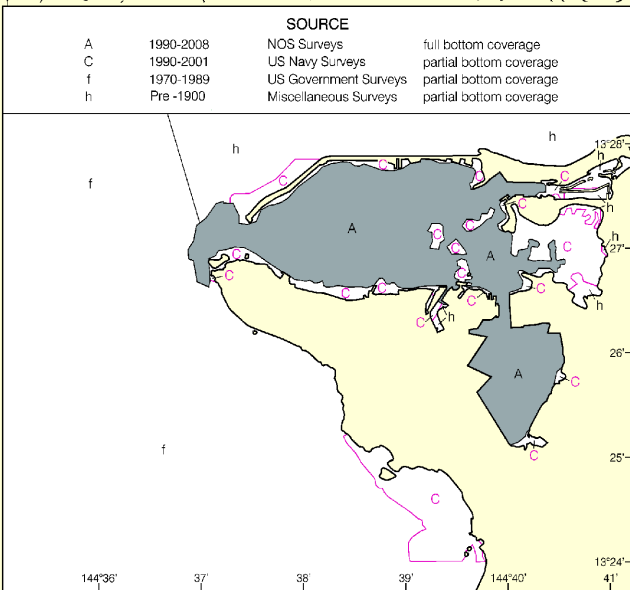 SOURCE
A 1990-2008 NOS Surveys full bottom coverage
C 1990-2001 US Navy Surveys partial bottom coverage
f 1970-1989 US Government Surveys partial bottom coverage
h Pre -1900 Miscellaneous Surveys partial bottom coverage
h h
13°28'
h
C C C C
f
C h
A C C
C h
27'
C A
C C
C C C C C h
C h
26'
A C
f
C
25'
C
13°24'
144°36' 37' 38' 39' 144°40' 41'